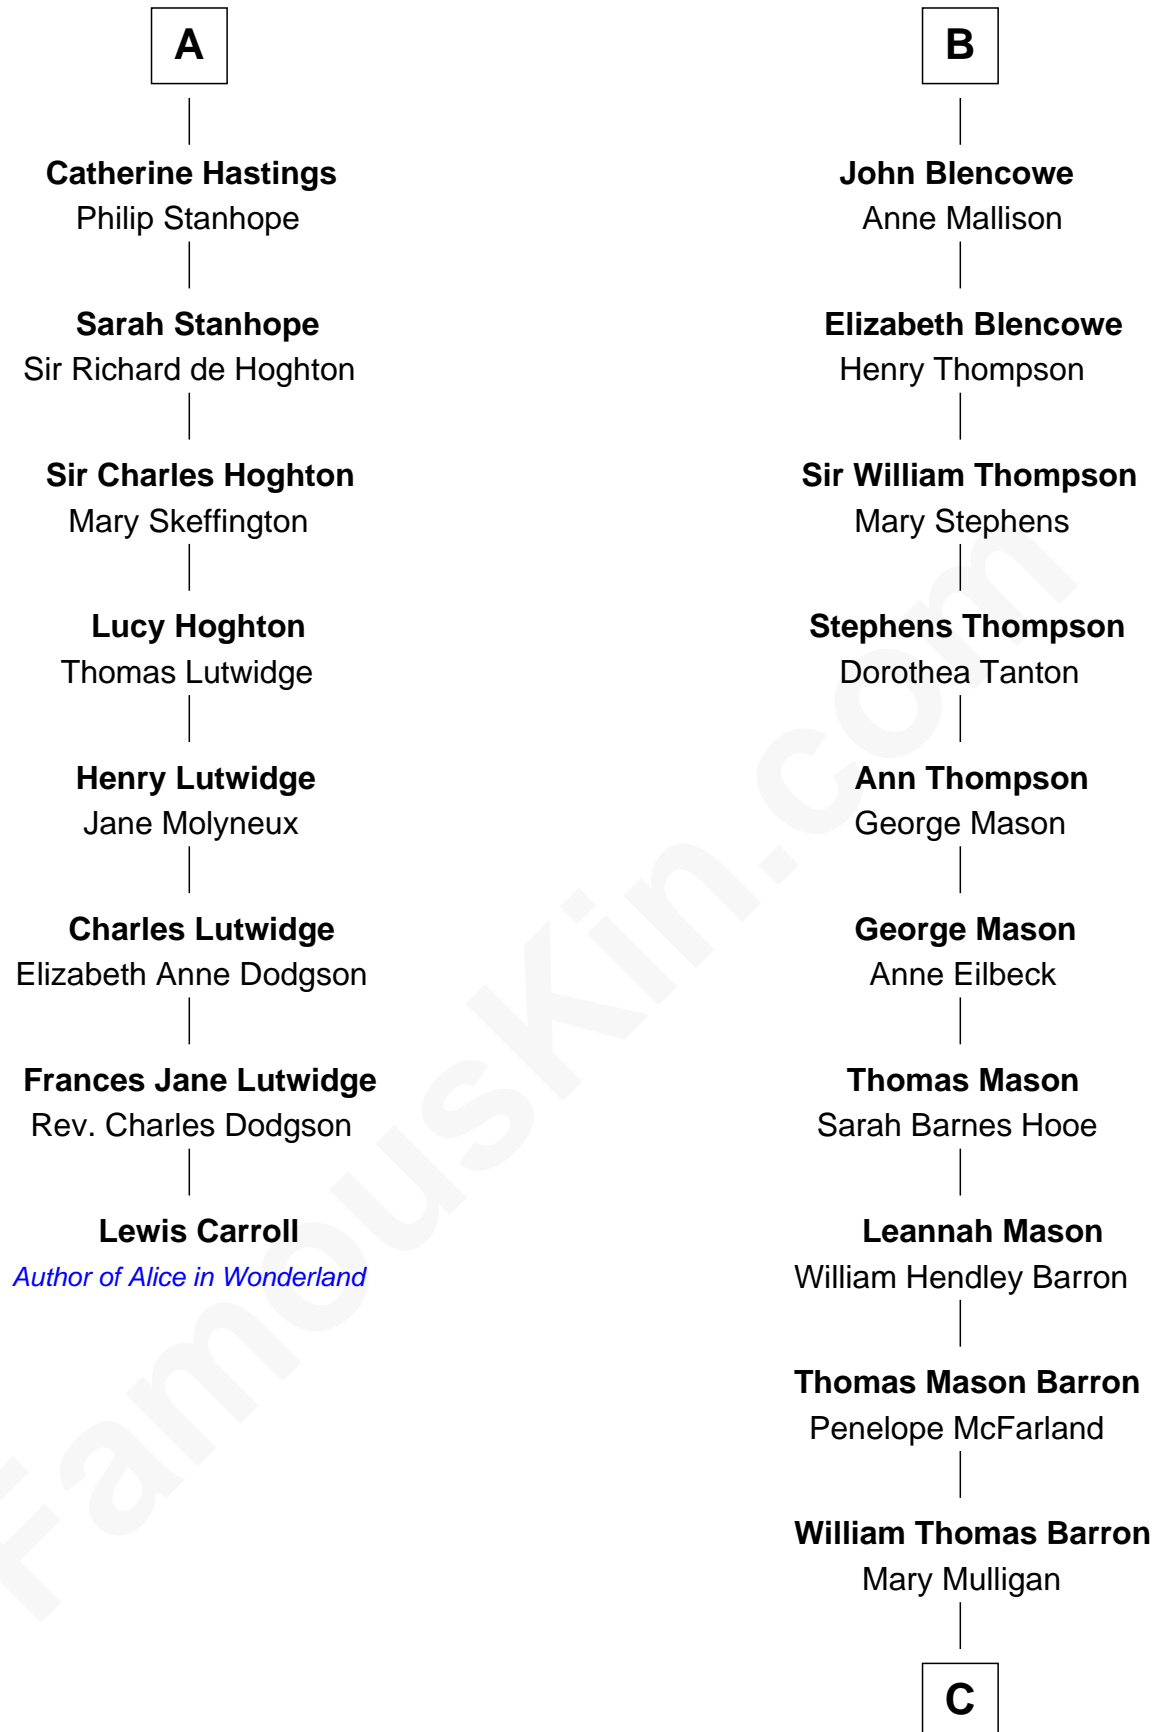 A
Catherine Hastings
Philip Stanhope
Sarah Stanhope
Sir Richard de Hoghton
Sir Charles Hoghton
Mary Skeffington
Lucy Hoghton
Thomas Lutwidge
Henry Lutwidge
Jane Molyneux
Charles Lutwidge
Elizabeth Anne Dodgson
Frances Jane Lutwidge
Rev. Charles Dodgson
Lewis Carroll
Author of Alice in Wonderland
B
John Blencowe
Anne Mallison
Elizabeth Blencowe
Henry Thompson
Sir William Thompson
Mary Stephens
Stephens Thompson
Dorothea Tanton
Ann Thompson
George Mason
George Mason
Anne Eilbeck
Thomas Mason
Sarah Barnes Hooe
Leannah Mason
William Hendley Barron
Thomas Mason Barron
Penelope McFarland
William Thomas Barron
Mary Mulligan
C
FamousKin.com